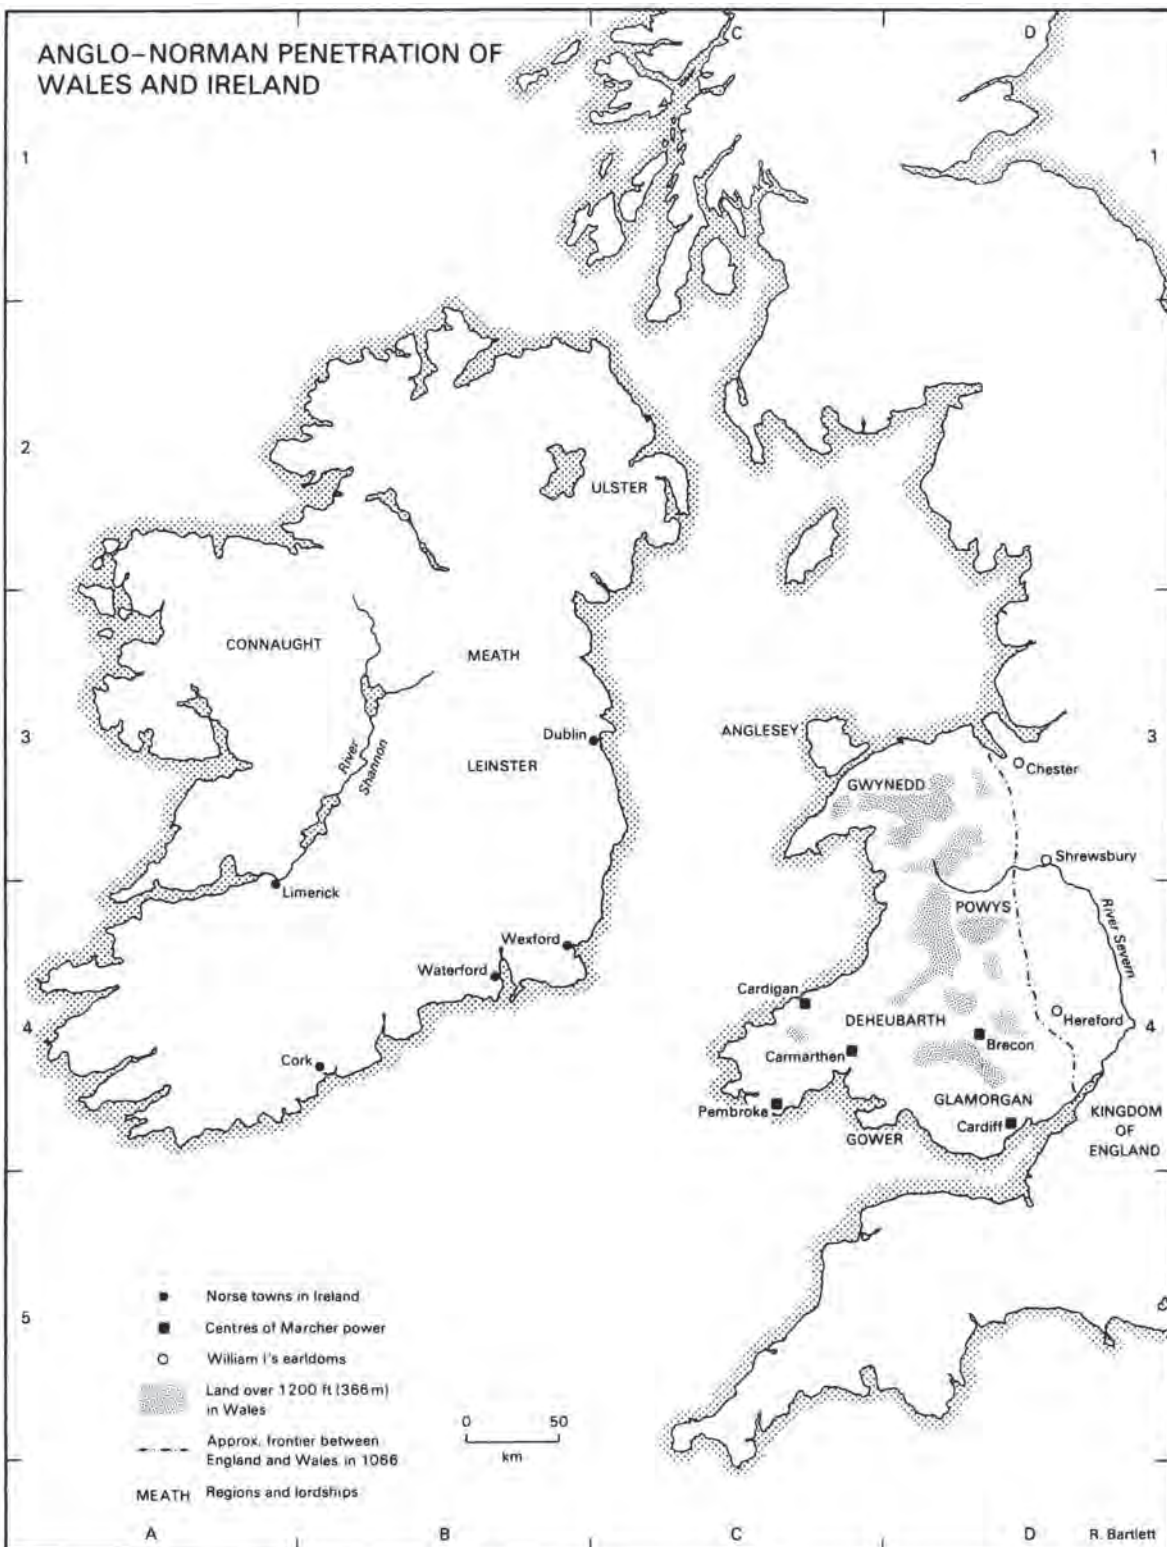 ANGLO–NORMAN PENETRATION OF
WALES AND IRELAND
C
D
1
1
2
ULSTER
CONNAUGHT
MEATH
3
ANGLESEY
3
Dublin
River
Shannon
LEINSTER
Chester
GWYNEDD
Shrewsbury
Limerick
POWYS
River Severn
Wexford
Waterford
Cardigan
4
DEHEUBARTH
Hereford
4
Brecon
Carmarthen
Cork
GLAMORGAN
Pembroke
Cardiff
KINGDOM
OF
ENGLAND
GOWER
5
Norse towns in Ireland
Centres of Marcher power
William I's earldoms
Land over 1200 ft (366m)
in Wales
0 50
km
Approx. frontier between
England and Wales in 1066
MEATH Regions and lordships
A
B
C
D
R. Bartlett